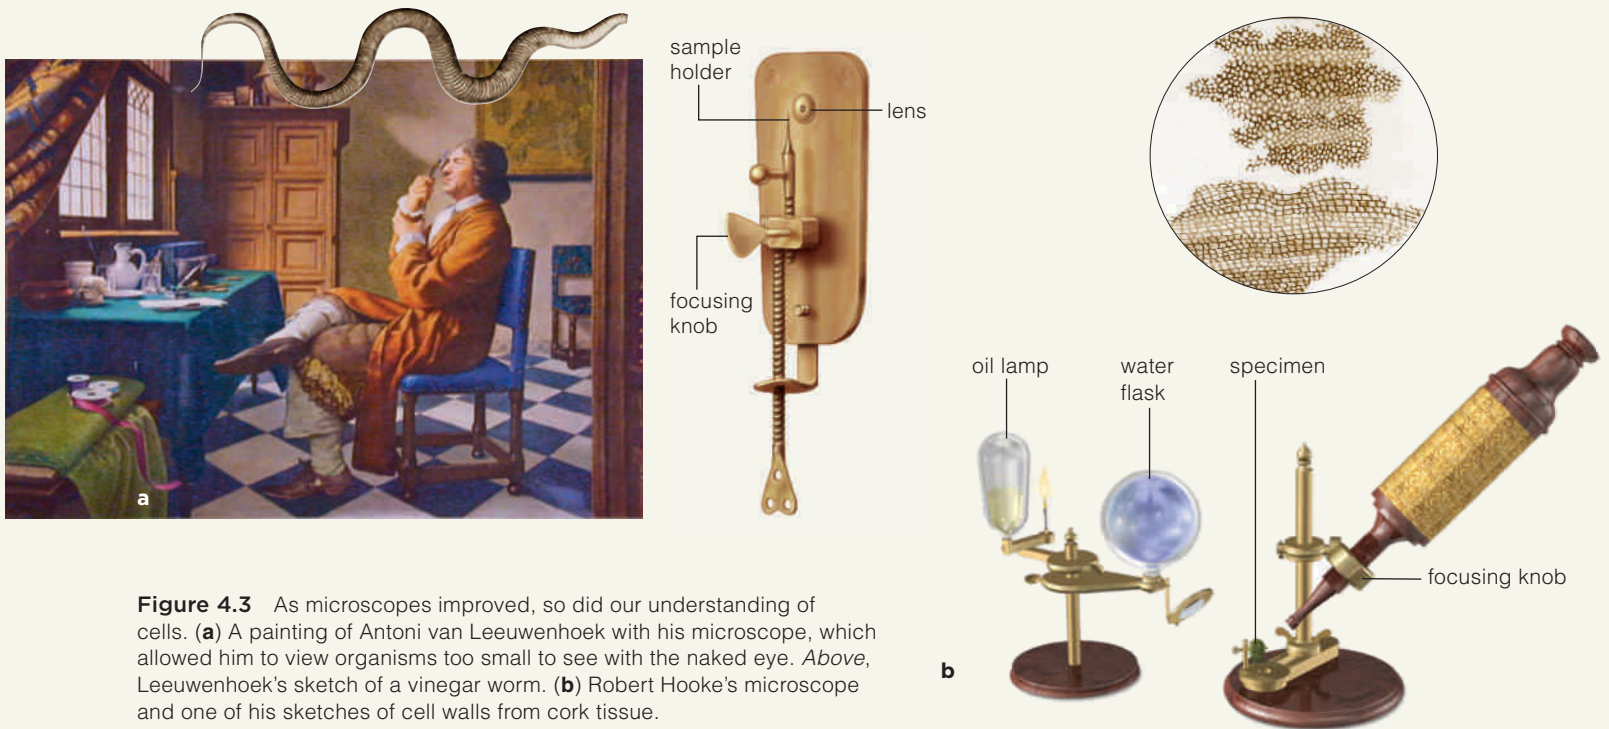 sample
holder
lens
focusing
knob
a
oil lamp
water
flask
specimen
focusing knob
b
Figure 4.3 As microscopes improved, so did our understanding of
cells. (a) A painting of Antoni van Leeuwenhoek with his microscope, which
allowed him to view organisms too small to see with the naked eye. Above,
Leeuwenhoek's sketch of a vinegar worm. (b) Robert Hooke's microscope
and one of his sketches of cell walls from cork tissue.